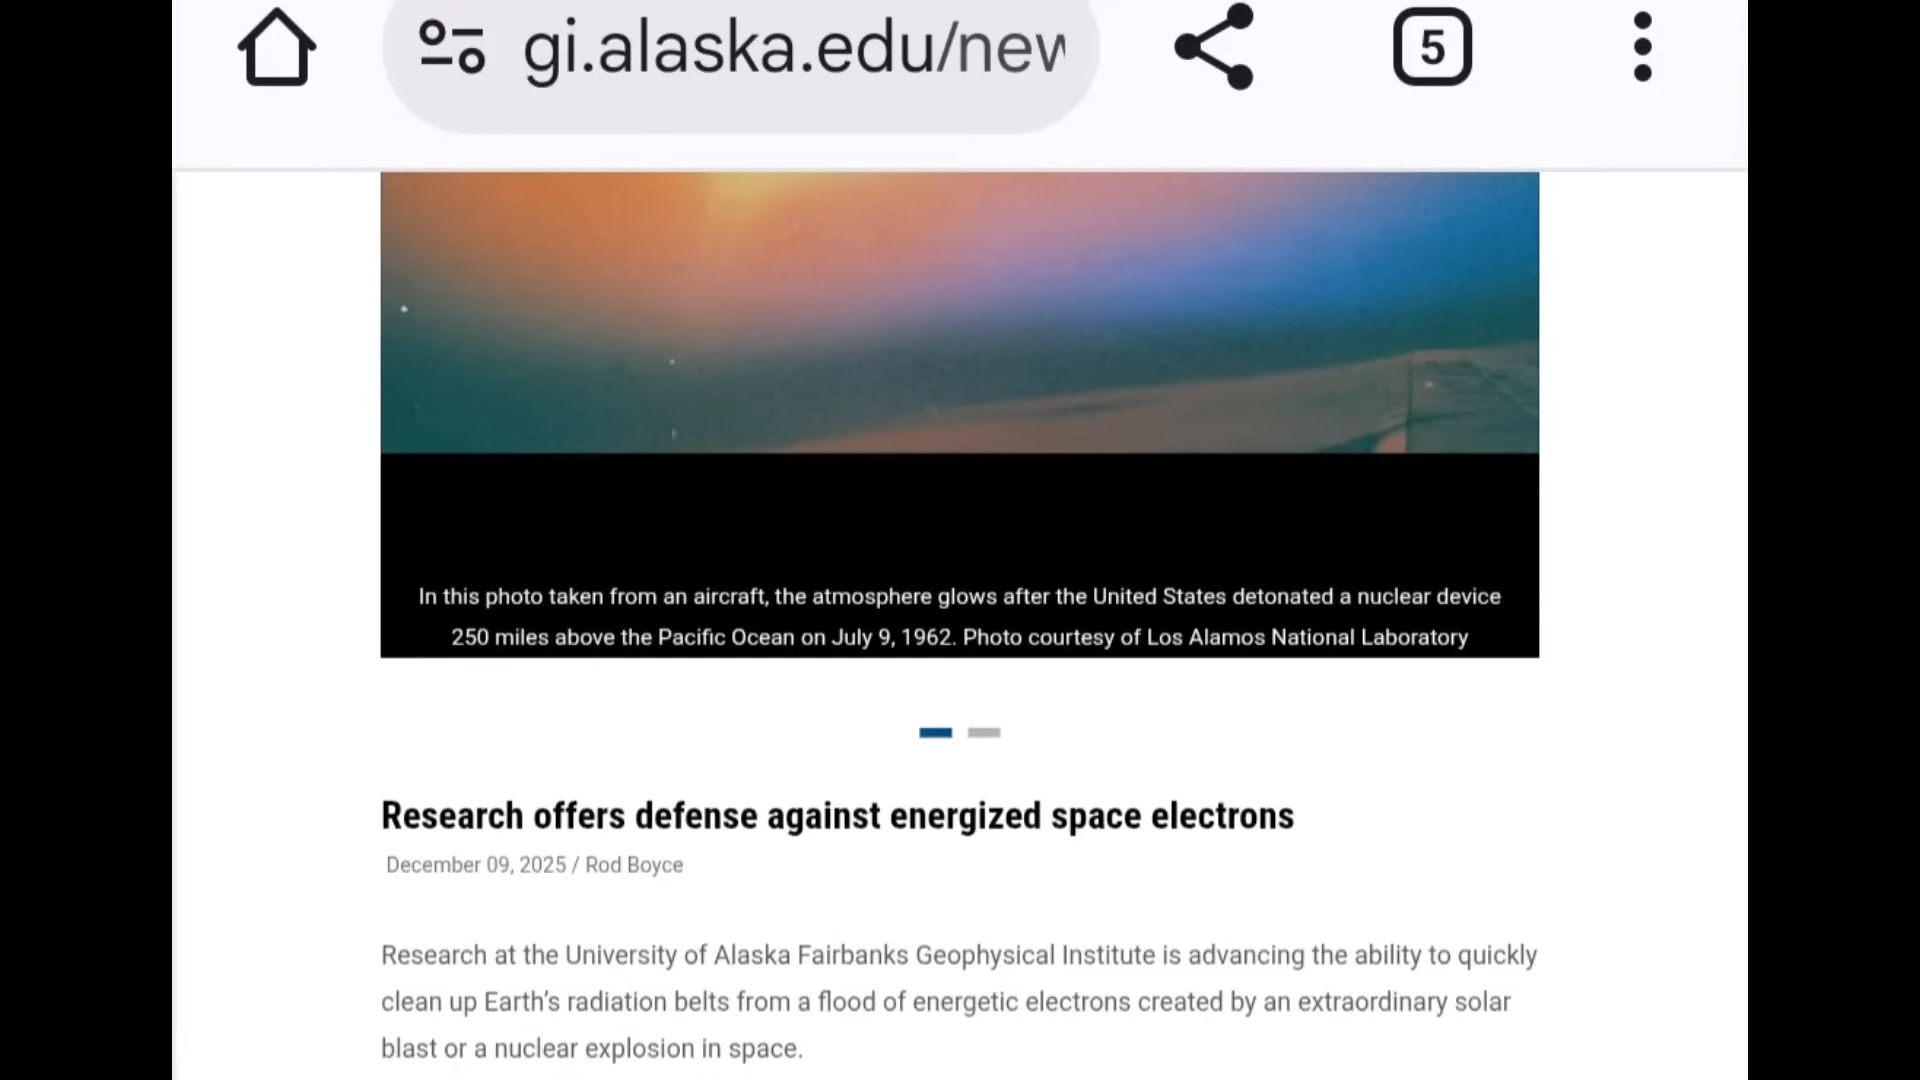 gi.alaska.edu/new
5
In this photo taken from an aircraft, the atmosphere glows after the United States detonated a nuclear device
250 miles above the Pacific Ocean on July 9, 1962. Photo courtesy of Los Alamos National Laboratory
Research offers defense against energized space electrons
December 09, 2025 / Rod Boyce
Research at the University of Alaska Fairbanks Geophysical Institute is advancing the ability to quickly
clean up Earth’s radiation belts from a flood of energetic electrons created by an extraordinary solar
blast or a nuclear explosion in space.